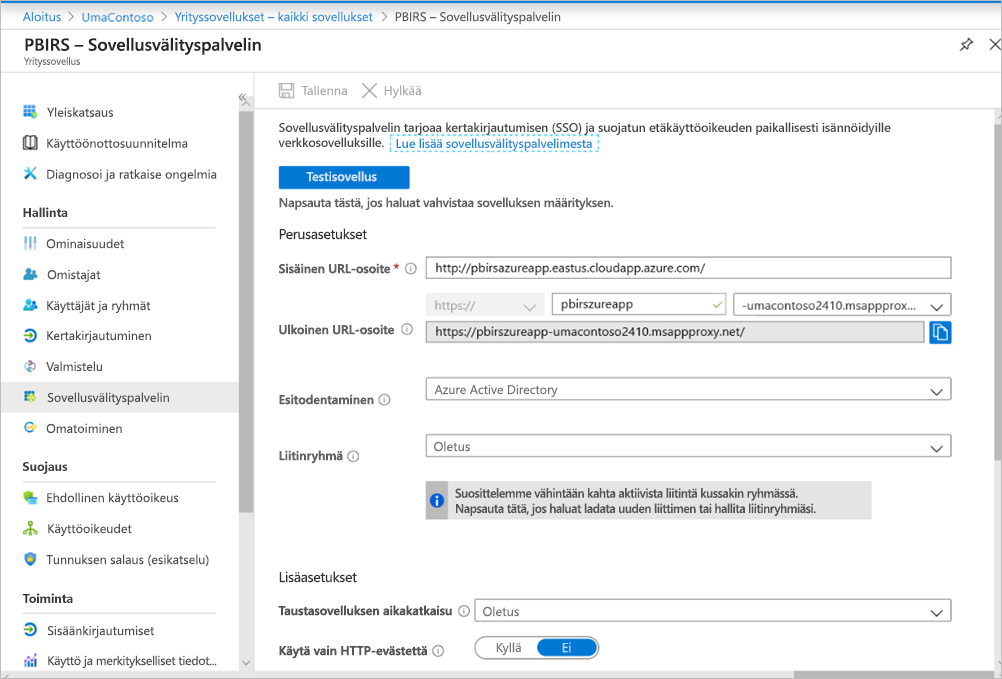 Aloitus > UmaContoso > Yrityssovellukset – kaikki sovellukset > PBIRS – Sovellusvälityspalvelin
PBIRS – Sovellusvälityspalvelin
Yrityssovellus
Yleiskatsaus
Käyttöönottosuunnitelma
Diagnosoi ja ratkaise ongelmia
Hallinta
Ominaisuudet
Omistajat
Käyttäjät ja ryhmät
Kertakirjautuminen
Valmistelu
Sovellusvälityspalvelin
Omatoiminen
Suojaus
Ehdollinen käyttöoikeus
Käyttöoikeudet
Tunnuksen salaus (esikatselu)
Toiminta
Sisäänkirjautumiset
Käyttö ja merkitykselliset tiedot...
Tallenna Hylkää
Sovellusvälityspalvelin tarjoaa kertakirjautumisen (SSO) ja suojatun etäkäyttöoikeuden paikallisesti isännöidyille
verkkosovelluksille. Lue lisää sovellusvälityspalvelimesta
Testisovellus
Napsauta tästä, jos haluat vahvistaa sovelluksen määrityksen.
Perusasetukset
Sisäinen URL-osoite * http://pbirsazureapp.eastus.cloudapp.azure.com/
https:// pbirszureapp -umacontoso2410.msappprox...
Ulkoinen URL-osoite https://pbirszureapp-umacontoso2410.msappproxy.net/
Esitodentaminen Azure Active Directory
Liitinryhmä Oletus
Suosittelemme vähintään kahta aktiivista liitintä kussakin ryhmässä.
Napsauta tätä, jos haluat ladata uuden liittimen tai hallita liitinryhmiäsi.
Lisäasetukset
Taustasovelluksen aikakatkaisu Oletus
Käytä vain HTTP-evästettä Kyllä Ei